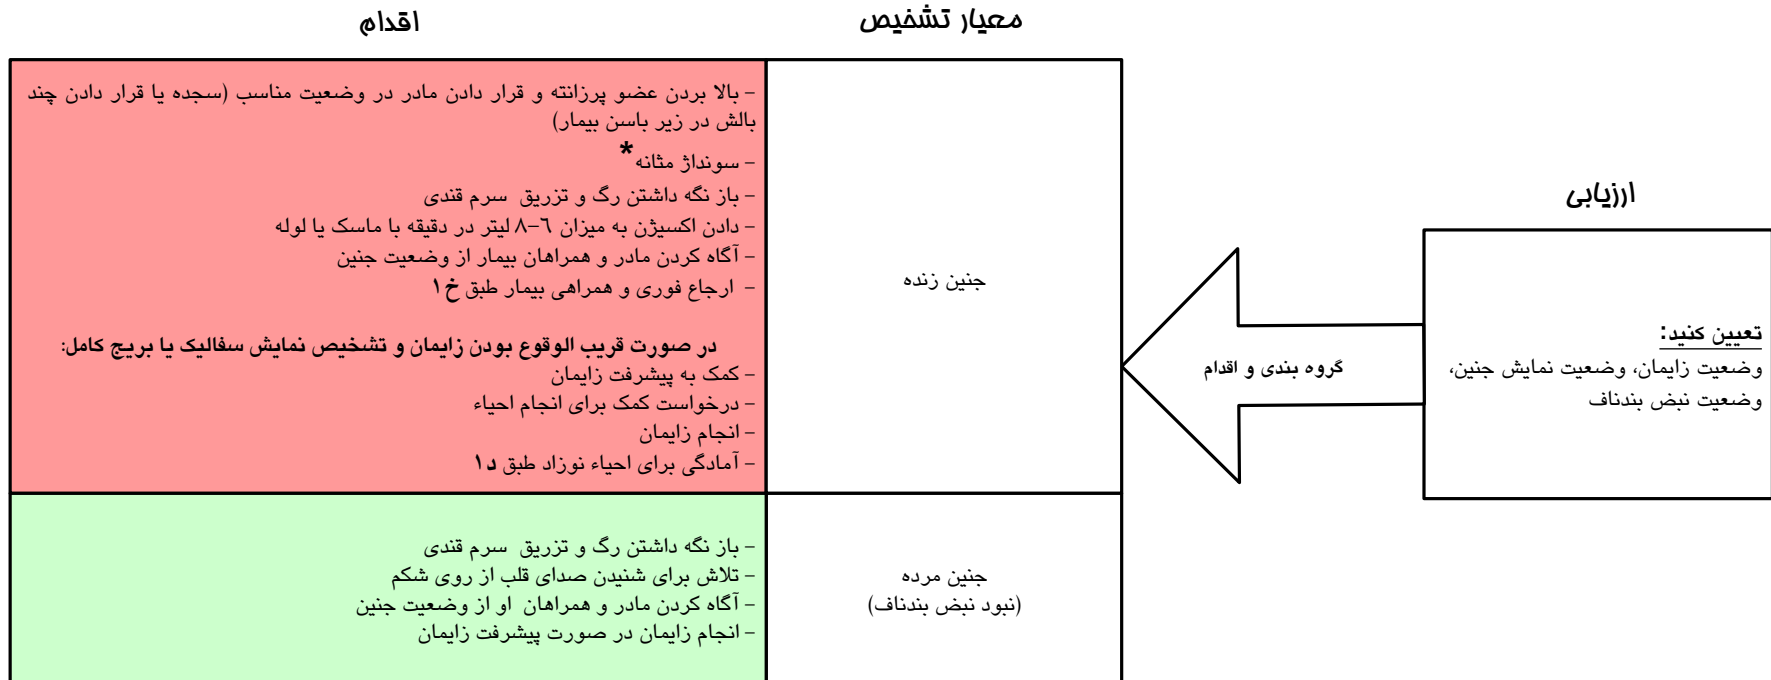 ارزیابی
تعیین کنید:
وضعیت زایمان، وضعیت نمایش جنین،
وضعیت نبض بندناف
گروه بندی و اقدام
معیار تشخیص
اقدام
جنین زنده
- بالا بردن عضو پرزانته و قرار دادن مادر در وضعیت مناسب (سجده یا قرار دادن چند
بالش در زیر باسن بیمار)
- سونداژ مثانه*
- باز نگه داشتن رگ و تزریق سرم قندی
- دادن اکسیژن به میزان ٦-٨ لیتر در دقیقه با ماسک یا لوله
- آگاه کردن مادر و همراهان بیمار از وضعیت جنین
- ارجاع فوری و همراهی بیمار طبق خ١
در صورت قریب الوقوع بودن زایمان و تشخیص نمایش سفالیک یا بریچ کامل:
- کمک به پیشرفت زایمان
- درخواست کمک برای انجام احیاء
- انجام زایمان
- آمادگی برای احیاء نوزاد طبق د١
جنین مرده
(نبود نبض بندناف)
- باز نگه داشتن رگ و تزریق سرم قندی
- تلاش برای شنیدن صدای قلب از روی شکم
- آگاه کردن مادر و همراهان او از وضعیت جنین
- انجام زایمان در صورت پیشرفت زایمان